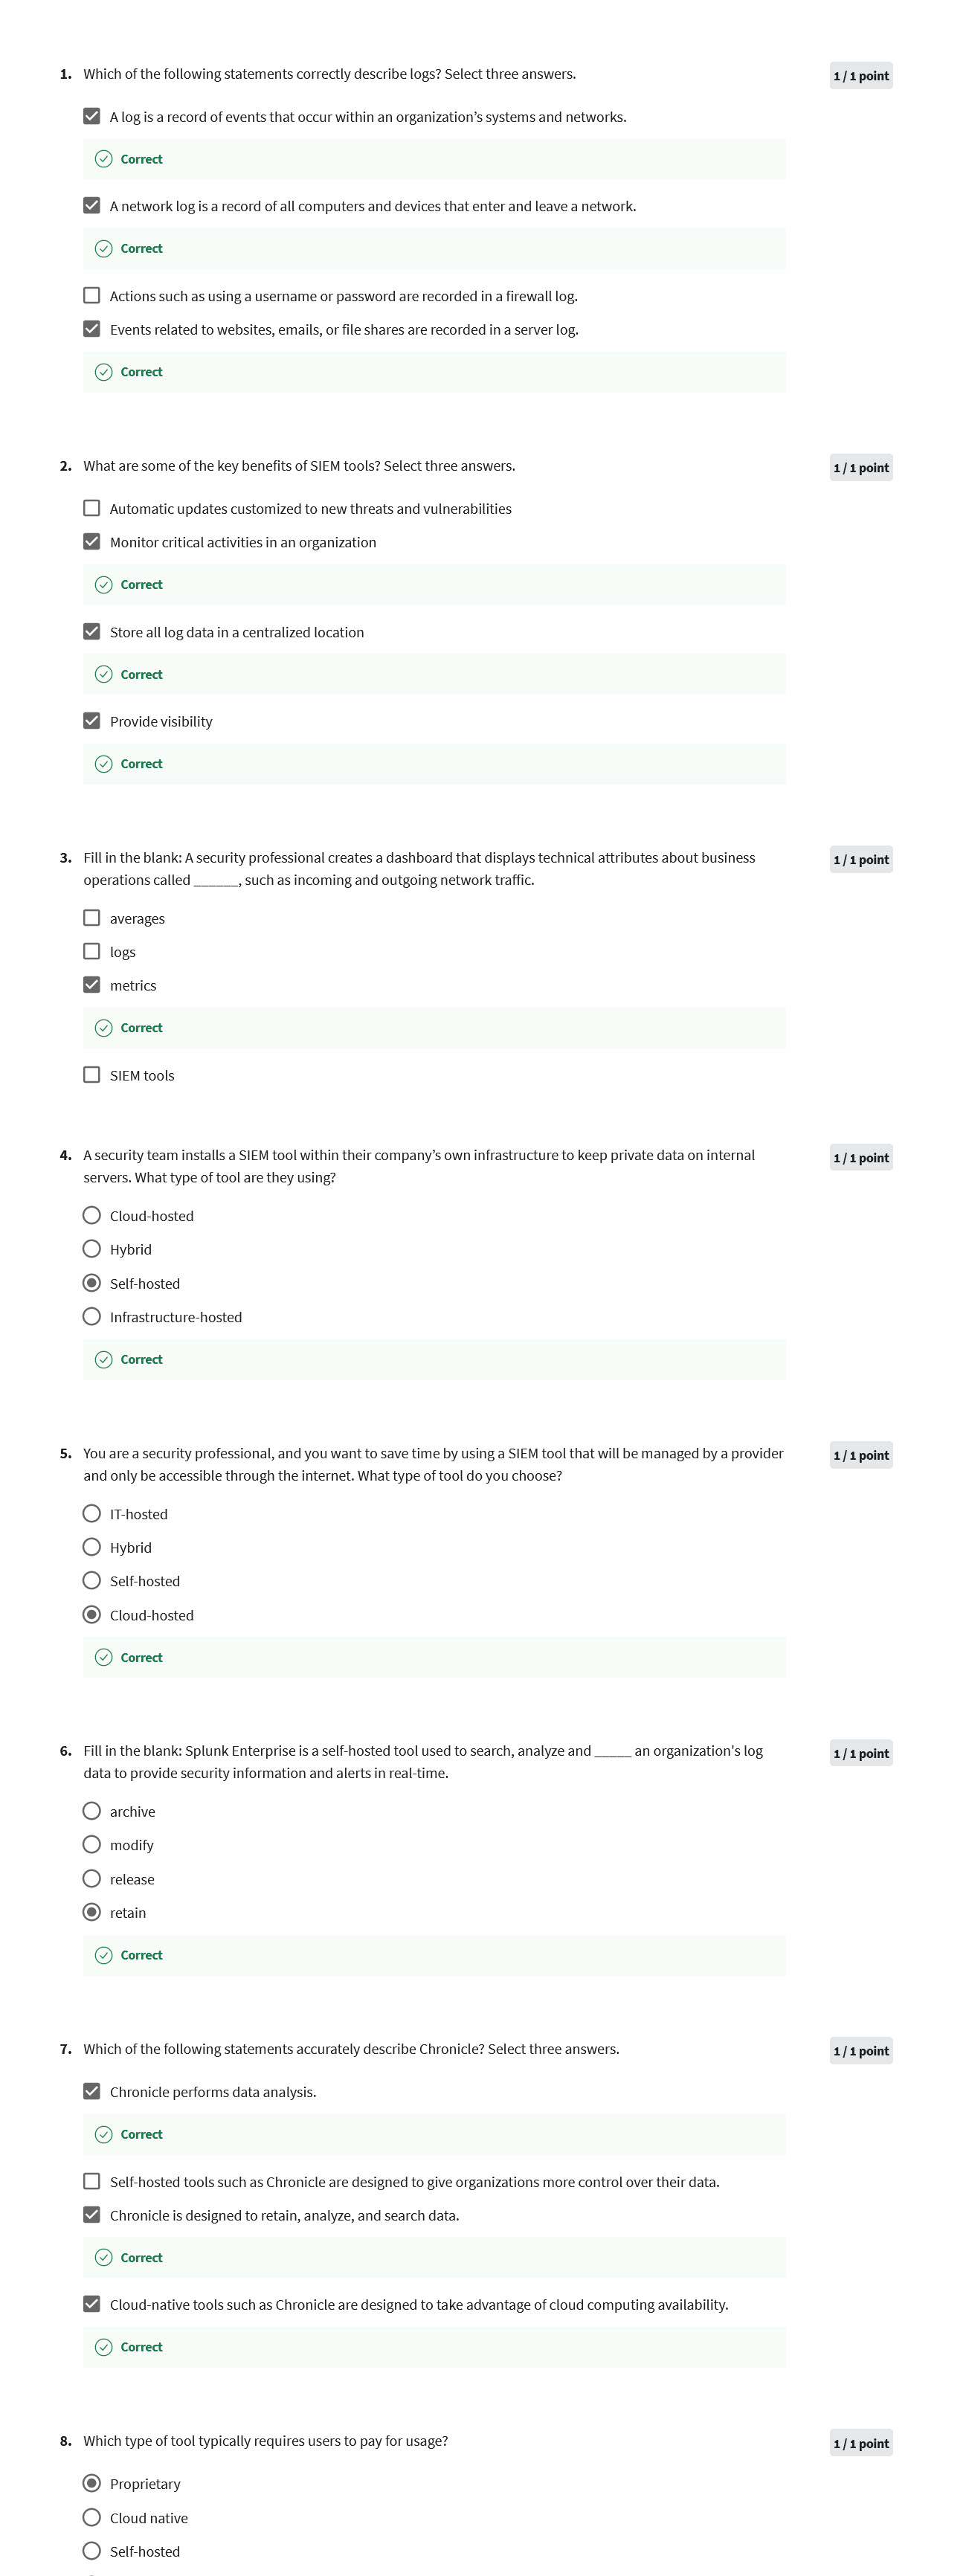 1. Which of the following statements correctly describe logs? Select three answers.
1 / 1 point
A log is a record of events that occur within an organization’s systems and networks.
Correct
A network log is a record of all computers and devices that enter and leave a network.
Correct
Actions such as using a username or password are recorded in a firewall log.
Events related to websites, emails, or file shares are recorded in a server log.
Correct
2. What are some of the key benefits of SIEM tools? Select three answers.
1 / 1 point
Automatic updates customized to new threats and vulnerabilities
Monitor critical activities in an organization
Correct
Store all log data in a centralized location
Correct
Provide visibility
Correct
3. Fill in the blank: A security professional creates a dashboard that displays technical attributes about business
operations called ______, such as incoming and outgoing network traffic.
1 / 1 point
averages
logs
metrics
Correct
SIEM tools
4. A security team installs a SIEM tool within their company’s own infrastructure to keep private data on internal
servers. What type of tool are they using?
1 / 1 point
Cloud-hosted
Hybrid
Self-hosted
Infrastructure-hosted
Correct
5. You are a security professional, and you want to save time by using a SIEM tool that will be managed by a provider
and only be accessible through the internet. What type of tool do you choose?
1 / 1 point
IT-hosted
Hybrid
Self-hosted
Cloud-hosted
Correct
6. Fill in the blank: Splunk Enterprise is a self-hosted tool used to search, analyze and _____ an organization's log
data to provide security information and alerts in real-time.
1 / 1 point
archive
modify
release
retain
Correct
7. Which of the following statements accurately describe Chronicle? Select three answers.
1 / 1 point
Chronicle performs data analysis.
Correct
Self-hosted tools such as Chronicle are designed to give organizations more control over their data.
Chronicle is designed to retain, analyze, and search data.
Correct
Cloud-native tools such as Chronicle are designed to take advantage of cloud computing availability.
Correct
8. Which type of tool typically requires users to pay for usage?
1 / 1 point
Proprietary
Cloud native
Self-hosted